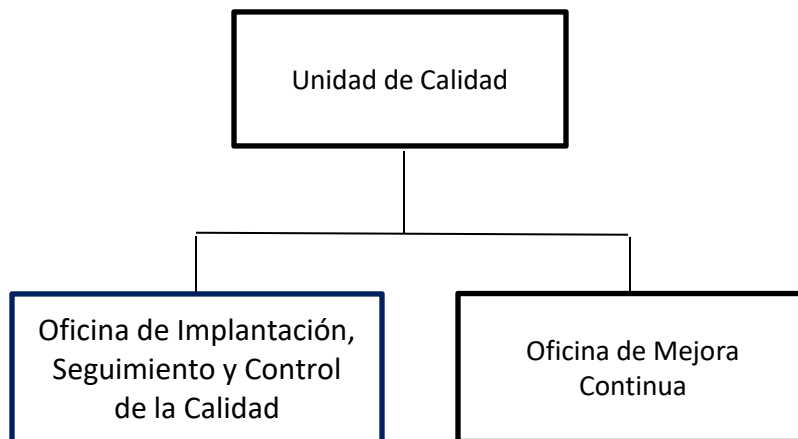 Unidad de Calidad
Oficina de Implantación,
Seguimiento y Control
de la Calidad
Oficina de Mejora
Continua